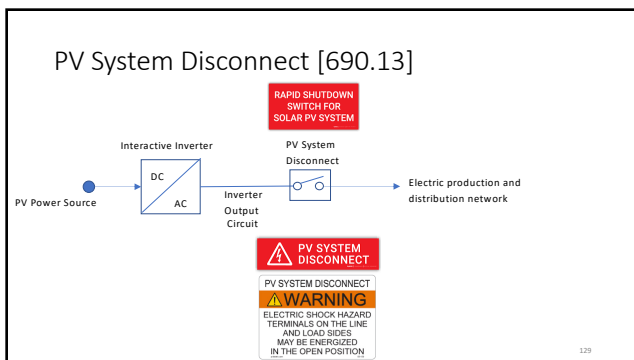 PV System Disconnect [690.13]
RAPID SHUTDOWN
SWITCH FOR
SOLAR PV SYSTEM
Interactive Inverter
PV System
Disconnect
DC
AC
PV Power Source
Inverter
Output
Circuit
Electric production and
distribution network
PV SYSTEM
DISCONNECT
PV SYSTEM DISCONNECT
WARNING
ELECTRIC SHOCK HAZARD
TERMINALS ON THE LINE
AND LOAD SIDES
MAY BE ENERGIZED
IN THE OPEN POSITION
129